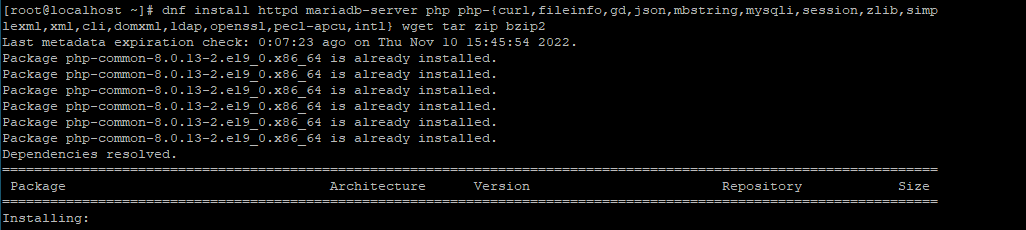 [root@localhost ~]# dnf install httpd mariadb-server php php-{curl,fileinfo,gd,json,mbstring,mysqli,session,zlib,simp
lexml,xml,cli,domxml,ldap,openssl,pecl-apcu,intl} wget tar zip bzip2
Last metadata expiration check: 0:07:23 ago on Thu Nov 10 15:45:54 2022.
Package php-common-8.0.13-2.el9_0.x86_64 is already installed.
Package php-common-8.0.13-2.el9_0.x86_64 is already installed.
Package php-common-8.0.13-2.el9_0.x86_64 is already installed.
Package php-common-8.0.13-2.el9_0.x86_64 is already installed.
Package php-common-8.0.13-2.el9_0.x86_64 is already installed.
Package php-common-8.0.13-2.el9_0.x86_64 is already installed.
Dependencies resolved.
=====================================================================================================================
Package Architecture Version Repository Size
=====================================================================================================================
Installing: